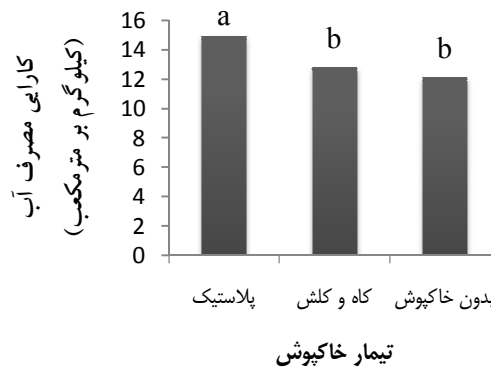 کارایی مصرف آب
(کیلوگرم بر مترمکعب)
16
14
12
10
8
6
4
2
0
a
b
b
پلاستیک
کاه و کلش
بدون خاکپوش
تیمار خاکپوش